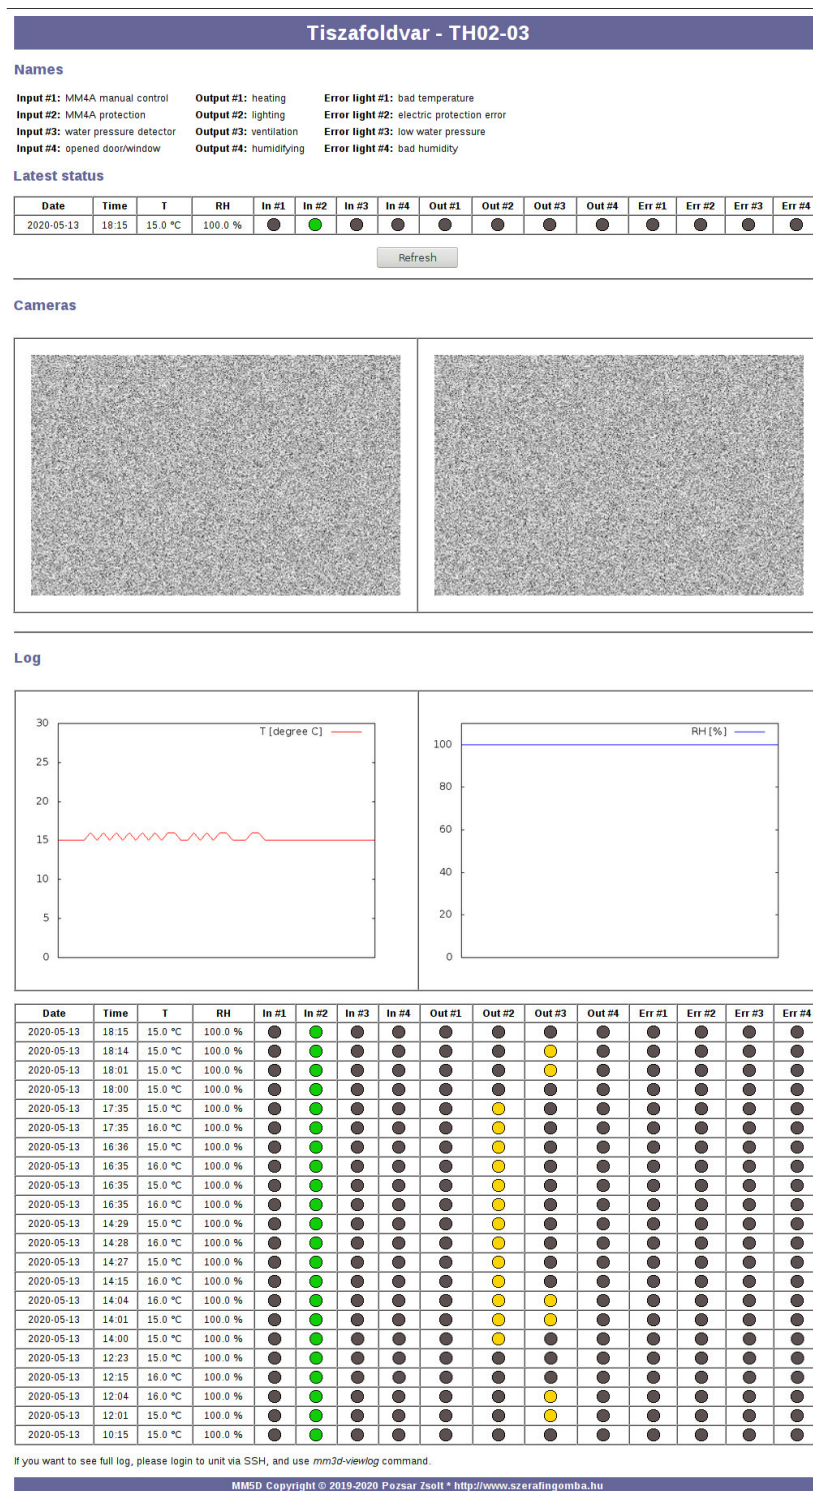 Tiszafoldvar - TH02-03
Names
Input #1: MM4A manual control Output #1: heating Error light #1: bad temperature
Input #2: MM4A protection Output #2: lighting Error light #2: electric protection error
Input #3: water pressure detector Output #3: ventilation Error light #3: low water pressure
Input #4: opened door/window Output #4: humidifying Error light #4: bad humidity
Latest status
Date Time T RH In #1 In #2 In #3 In #4 Out #1 Out #2 Out #3 Out #4 Err #1 Err #2 Err #3 Err #4
2020-05-13 18:15 15.0 °C 100.0 %
Refresh
Cameras
Log
T [degree C]
30
25
20
15
10
5
0
RH [%]
100
80
60
40
20
0
Date Time T RH In #1 In #2 In #3 In #4 Out #1 Out #2 Out #3 Out #4 Err #1 Err #2 Err #3 Err #4
2020-05-13 18:15 15.0 °C 100.0 %
2020-05-13 18:14 15.0 °C 100.0 %
2020-05-13 18:01 15.0 °C 100.0 %
2020-05-13 18:00 15.0 °C 100.0 %
2020-05-13 17:35 15.0 °C 100.0 %
2020-05-13 17:35 16.0 °C 100.0 %
2020-05-13 16:36 15.0 °C 100.0 %
2020-05-13 16:35 16.0 °C 100.0 %
2020-05-13 16:35 15.0 °C 100.0 %
2020-05-13 16:35 16.0 °C 100.0 %
2020-05-13 14:29 15.0 °C 100.0 %
2020-05-13 14:28 16.0 °C 100.0 %
2020-05-13 14:27 15.0 °C 100.0 %
2020-05-13 14:15 16.0 °C 100.0 %
2020-05-13 14:04 16.0 °C 100.0 %
2020-05-13 14:01 15.0 °C 100.0 %
2020-05-13 14:00 15.0 °C 100.0 %
2020-05-13 12:23 15.0 °C 100.0 %
2020-05-13 12:15 16.0 °C 100.0 %
2020-05-13 12:04 16.0 °C 100.0 %
2020-05-13 12:01 15.0 °C 100.0 %
2020-05-13 10:15 15.0 °C 100.0 %
If you want to see full log, please login to unit via SSH, and use mm3d-viewlog command.
MM5D Copyright © 2019-2020 Pozsar Zsolt * http://www.szerafingomba.hu